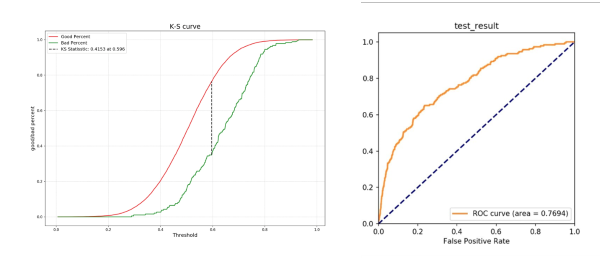 K-S curve
Good Percent
Bad Percent
KS Statistic: 0.4153 at 0.596
good/bad percent
1.0
0.8
0.6
0.4
0.2
0.0
0.0 0.2 0.4 0.6 0.8 1.0
Threshold
test_result
1.0
0.8
0.6
0.4
0.2
0.0
ROC curve (area = 0.7694)
0.0 0.2 0.4 0.6 0.8 1.0
False Positive Rate